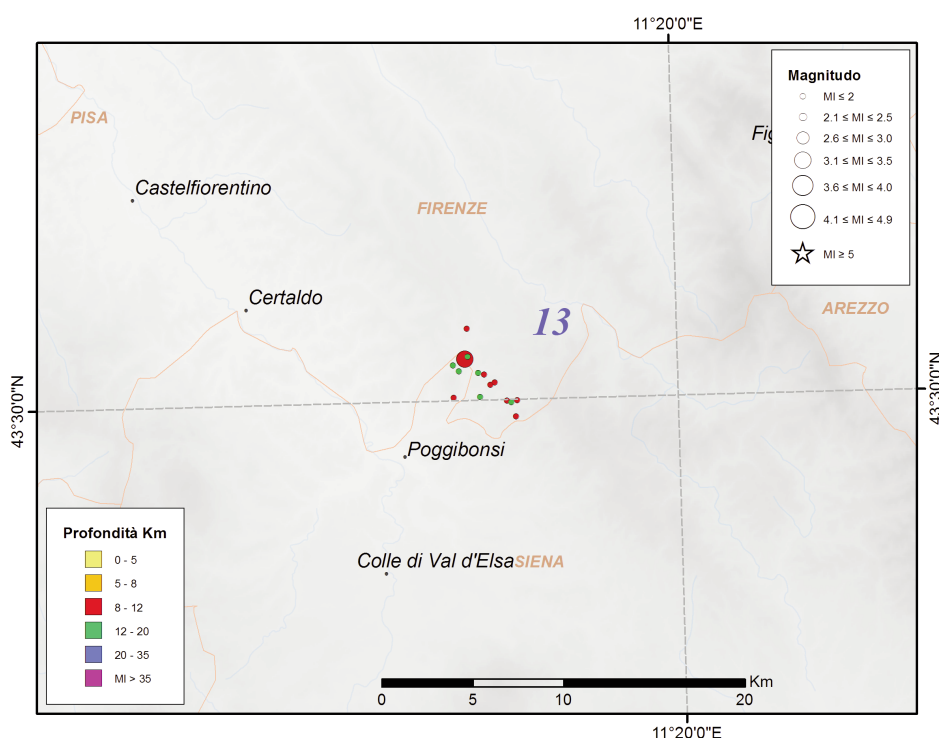 11°20'0"E
Magnitudo
Ml ≤ 2
2.1 ≤ Ml ≤ 2.5
2.6 ≤ Ml ≤ 3.0
3.1 ≤ Ml ≤ 3.5
3.6 ≤ Ml ≤ 4.0
4.1 ≤ Ml ≤ 4.9
Ml ≥ 5
PISA
Fig
Castelfiorentino
FIRENZE
Certaldo
13
AREZZO
43°30'0"N
43°30'0"N
Poggibonsi
Profondità Km
0 - 5
5 - 8
8 - 12
12 - 20
20 - 35
Ml > 35
Colle di Val d'Elsa
SIENA
Km
0 5 10 20
11°20'0"E